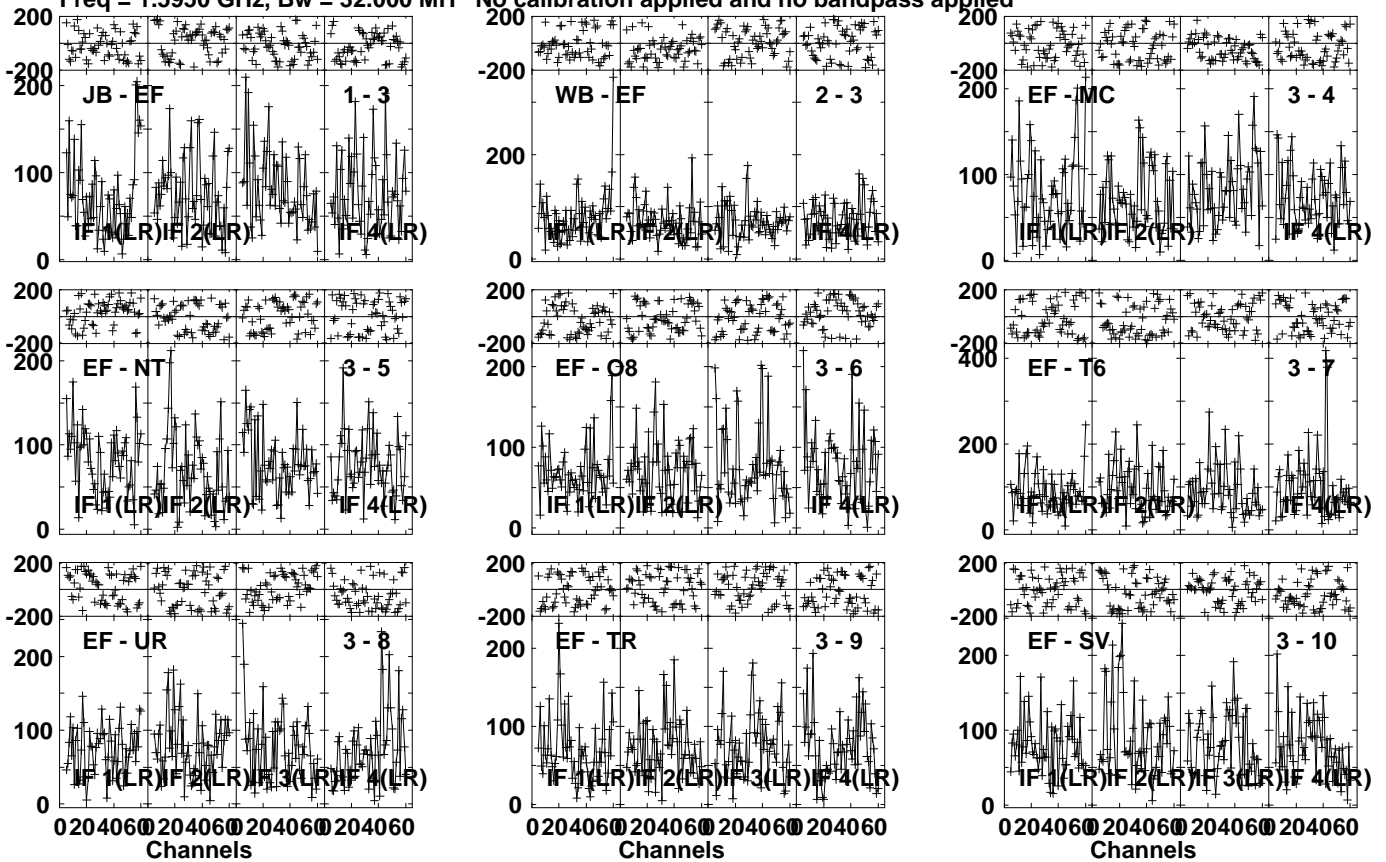 Freq = 1.5950 GHz, Bw = 32.000 MH No calibration applied and no bandpass applied
200
-200
JB - EF 1 - 3
200
100
0
IF 1(LR) IF 2(LR) IF 4(LR)
WB - EF 2 - 3
200
0
IF 1(LR) IF 2(LR) IF 4(LR)
-200
EF - MC 3 - 4
200
100
0
IF 1(LR) IF 2(LR) IF 4(LR)
200
-200
EF - NT 3 - 5
200
100
0
IF 1(LR) IF 2(LR) IF 4(LR)
200
-200
EF - O8 3 - 6
200
100
0
IF 1(LR) IF 2(LR) IF 4(LR)
200
-200
EF - T6 3 - 7
400
200
0
IF 1(LR) IF 2(LR) IF 4(LR)
200
-200
EF - UR 3 - 8
200
100
0
IF 1(LR) IF 2(LR) IF 3(LR) IF 4(LR)
0 20 40 60 0 20 40 60 0 20 40 60 0 20 40 60
Channels
200
-200
EF - TR 3 - 9
200
100
0
IF 1(LR) IF 2(LR) IF 3(LR) IF 4(LR)
0 20 40 60 0 20 40 60 0 20 40 60 0 20 40 60
Channels
200
-200
EF - SV 3 - 10
200
100
0
IF 1(LR) IF 2(LR) IF 3(LR) IF 4(LR)
0 20 40 60 0 20 40 60 0 20 40 60 0 20 40 60
Channels